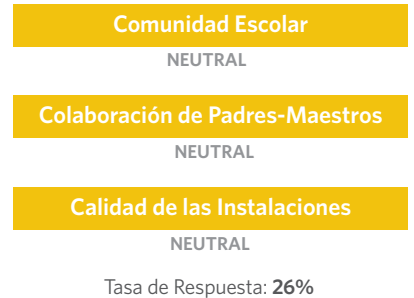 Comunidad Escolar
NEUTRAL
Colaboración de Padres-Maestros
NEUTRAL
Calidad de las Instalaciones
NEUTRAL
Tasa de Respuesta: 26%